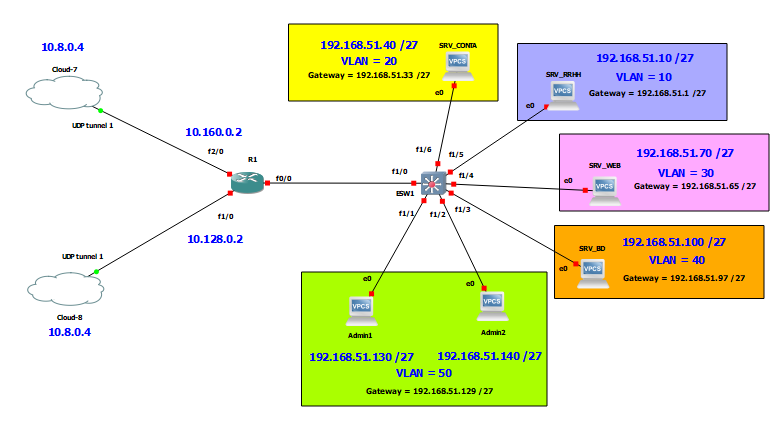 10.8.0.4
Cloud-7
UDP tunnel 1
10.160.0.2
f2/0
R1
f0/0
f1/0
10.128.0.2
UDP tunnel 1
Cloud-8
10.8.0.4
192.168.51.40 /27
VLAN = 20
Gateway = 192.168.51.33 /27
SRV_CONTA
VPCS
e0
192.168.51.10 /27
VLAN = 10
Gateway = 192.168.51.1 /27
SRV_RRHH
VPCS
e0
f1/6
f1/5
f1/0
f1/4
ESW1
f1/1
f1/2
f1/3
192.168.51.70 /27
VLAN = 30
Gateway = 192.168.51.65 /27
SRV_WEB
VPCS
e0
192.168.51.100 /27
VLAN = 40
Gateway = 192.168.51.97 /27
SRV_BD
VPCS
e0
e0
VPCS
Admin1
e0
VPCS
Admin2
192.168.51.130 /27
192.168.51.140 /27
VLAN = 50
Gateway = 192.168.51.129 /27